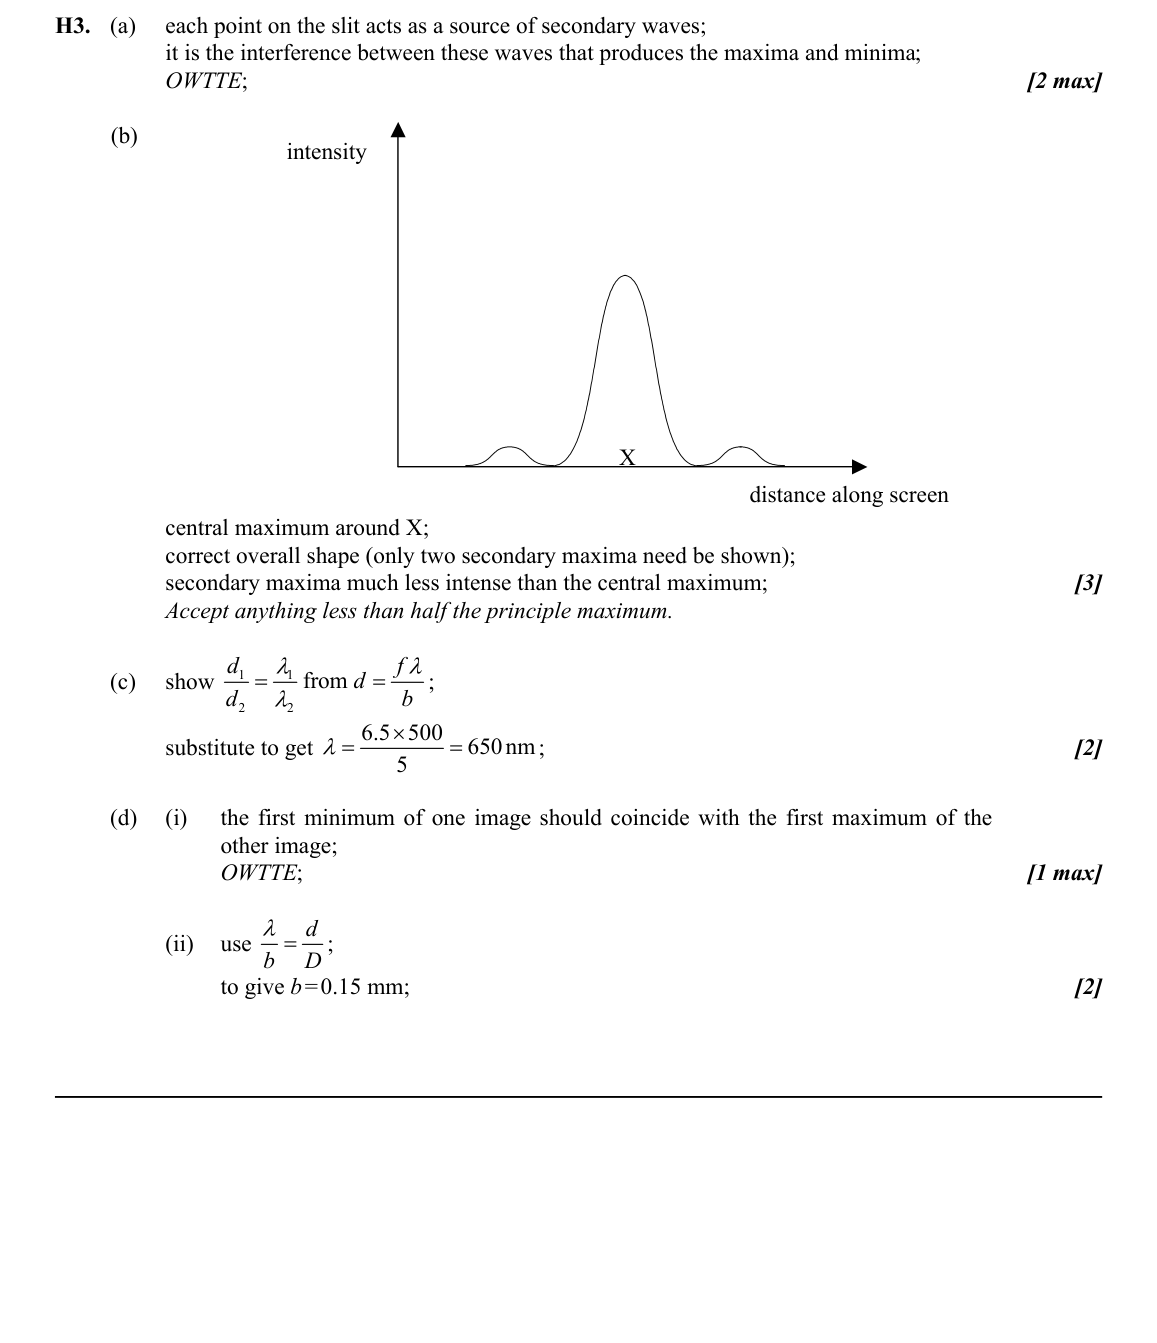 H3. (a) each point on the slit acts as a source of secondary waves;
it is the interference between these waves that produces the maxima and minima;
OWTTE; [2 max]
(b)
intensity
X
distance along screen
central maximum around X;
correct overall shape (only two secondary maxima need be shown);
secondary maxima much less intense than the central maximum; [3]
Accept anything less than half the principle maximum.
(c) show d₁/d₂ = λ₁/λ₂ from d = fλ/b;
substitute to get λ = 6.5×500/5 = 650 nm; [2]
(d) (i) the first minimum of one image should coincide with the first maximum of the
other image;
OWTTE; [1 max]
(ii) use λ/b = d/D;
to give b=0.15 mm; [2]